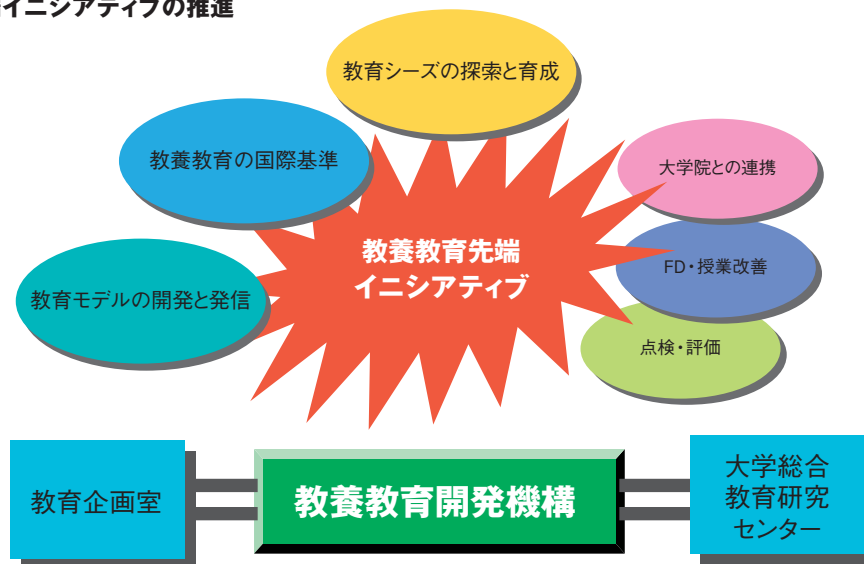 イニシアティブの推進
教育シーズの探索と育成
教養教育の国際基準
大学院との連携
教養教育先端
イニシアティブ
FD・授業改善
教育モデルの開発と発信
点検・評価
教育企画室
教養教育開発機構
大学総合
教育研究
センター